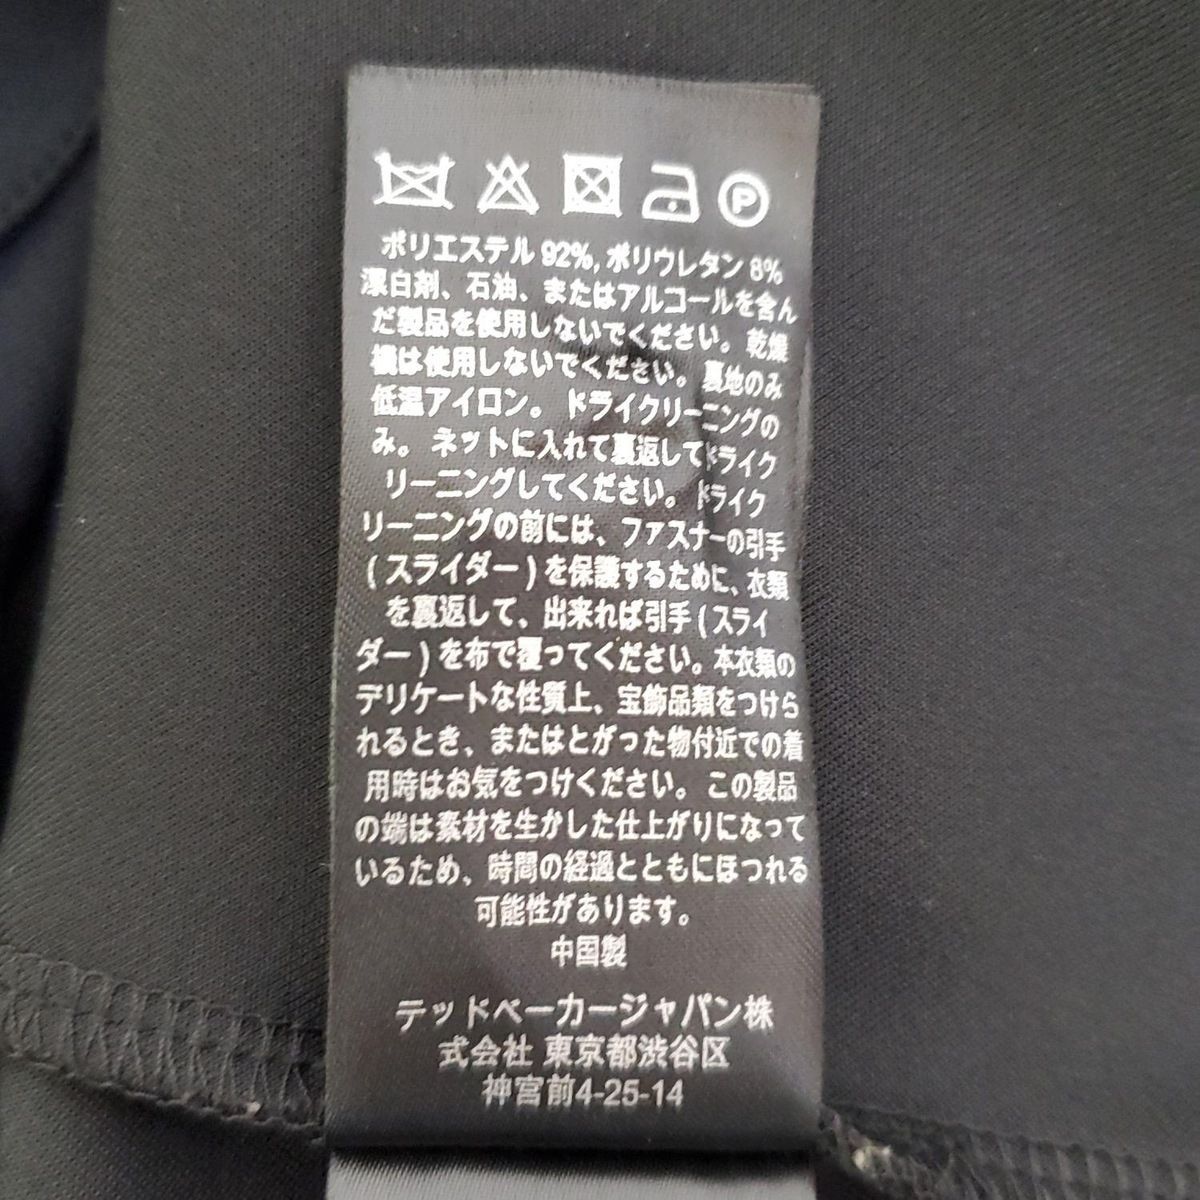 P
ポリエステル 92%, ポリウレタン 8%
漂白剤、石油、またはアルコールを含ん
だ製品を使用しないでください。乾燥
機は使用しないでください。裏地のみ
低温アイロン。 ドライクリーニングの
み。 ネットに入れて裏返してドライク
リーニングしてください。 ドライク
リーニングの前には、ファスナーの引手
( スライダー ) を保護するために、衣類
を裏返して、出来れば引手 ( スライ
ダー ) を布で覆ってください。本衣類の
デリケートな性質上、宝飾品類をつけら
れるとき、またはとがった物付近での着
用時はお気をつけください。 この製品
の端は素材を生かした仕上がりになって
いるため、時間の経過とともにほつれる
可能性があります。
中国製
テッドベーカージャパン株
式会社 東京都渋谷区
神宮前4-25-14